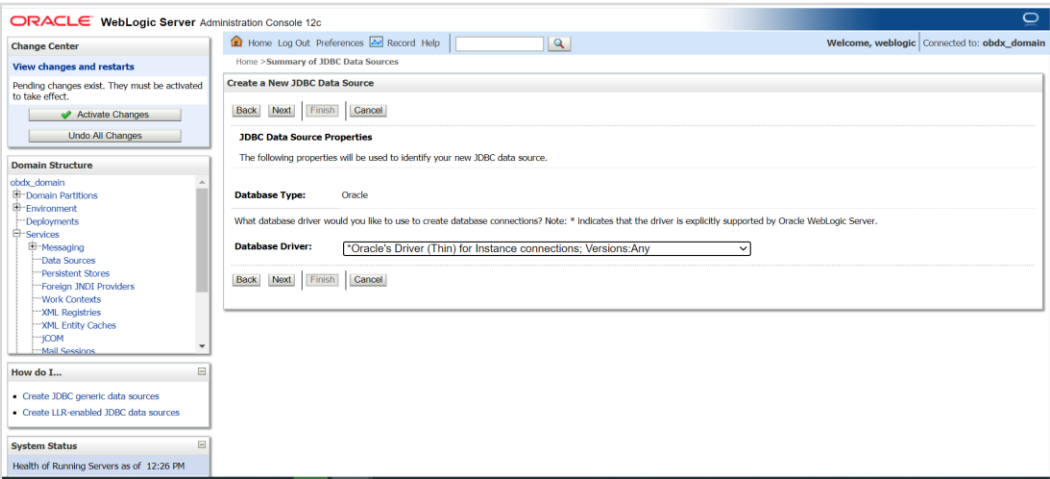 ORACLE WebLogic Server Administration Console 12c
Change Center
View changes and restarts
Pending changes exist. They must be activated
to take effect.
Activate Changes
Undo All Changes
Domain Structure
obdx_domain
Domain Partitions
Environment
Deployments
Services
Messaging
Data Sources
Persistent Stores
Foreign JNDI Providers
Work Contexts
XML Registries
XML Entity Caches
jCOM
Mail Sessions
How do I...
Create JDBC generic data sources
Create LLR-enabled JDBC data sources
System Status
Health of Running Servers as of 12:26 PM
Home Log Out Preferences Record Help
Welcome, weblogic Connected to: obdx_domain
Home >Summary of JDBC Data Sources
Create a New JDBC Data Source
Back Next Finish Cancel
JDBC Data Source Properties
The following properties will be used to identify your new JDBC data source.
Database Type: Oracle
What database driver would you like to use to create database connections? Note: * indicates that the driver is explicitly supported by Oracle WebLogic Server.
Database Driver: *Oracle's Driver (Thin) for Instance connections; Versions:Any
Back Next Finish Cancel